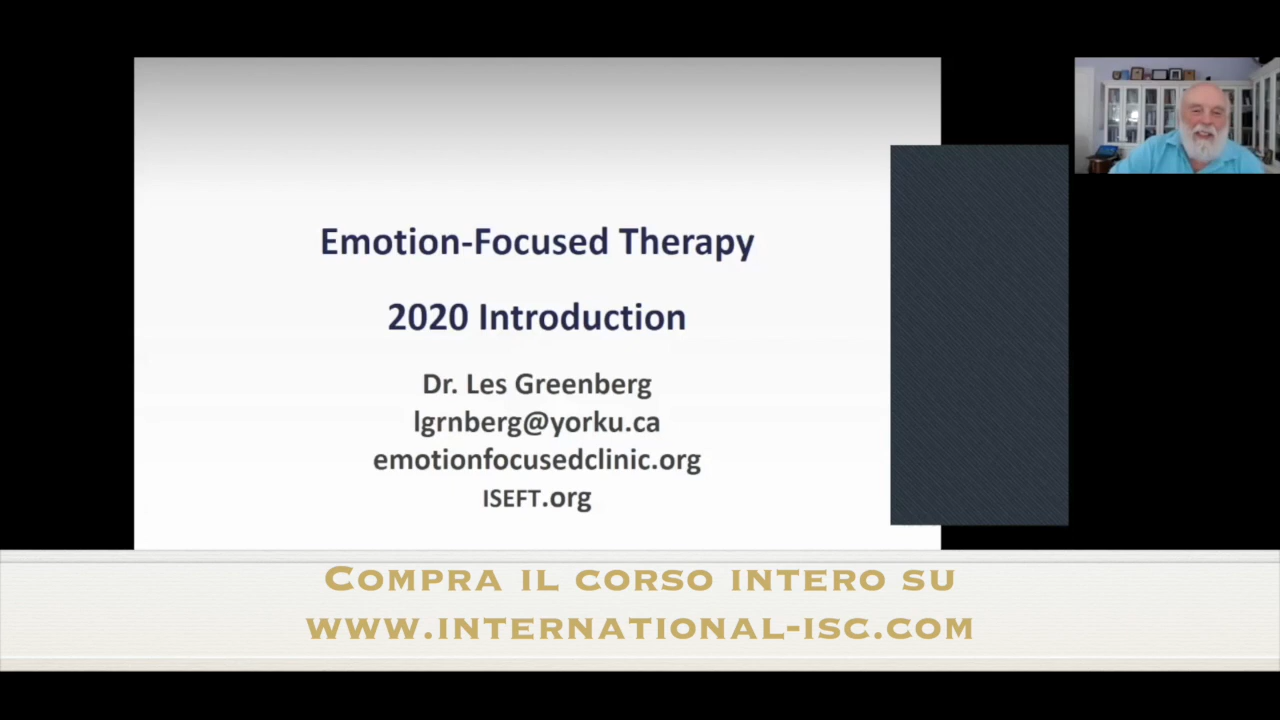 Emotion-Focused Therapy
2020 Introduction
Dr. Les Greenberg
lgrnberg@yorku.ca
emotionfocusedclinic.org
ISEFT.org
Compra il corso intero su
www.international-isc.com